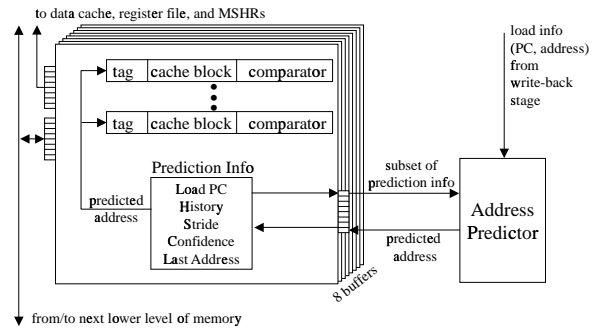 to data cache, register file, and MSHRs
load info
(PC, address)
from
write-back
stage
tag cache block comparator
tag cache block comparator
Prediction Info
Load PC
History
Stride
Confidence
Last Address
predicted
address
subset of
prediction info
predicted
address
Address
Predictor
8 buffers
from/to next lower level of memory